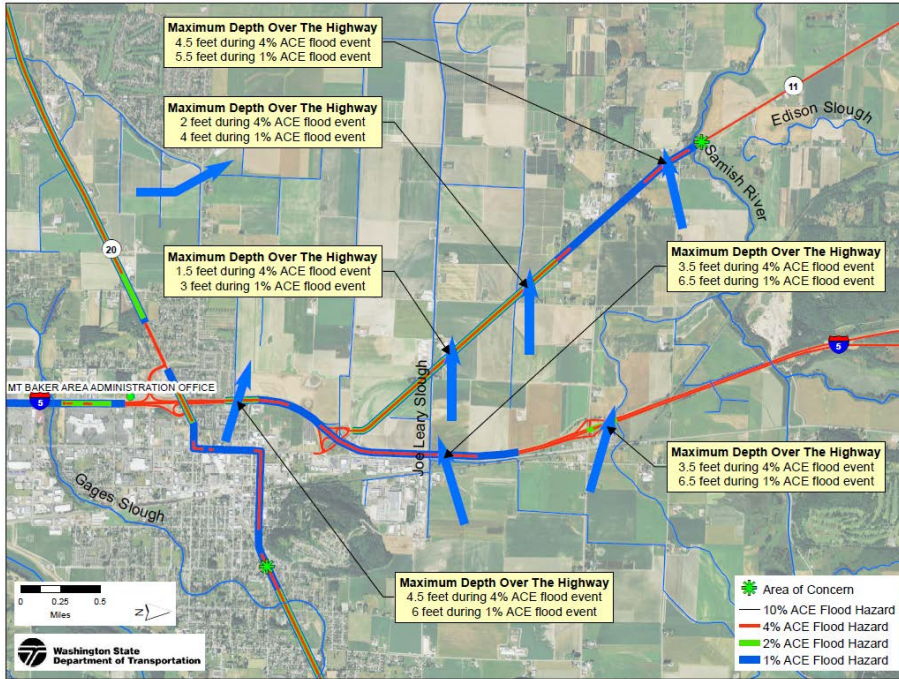 Maximum Depth Over The Highway
4.5 feet during 4% ACE flood event
5.5 feet during 1% ACE flood event
11
Edison Slough
Maximum Depth Over The Highway
2 feet during 4% ACE flood event
4 feet during 1% ACE flood event
Samish River
20
Maximum Depth Over The Highway
3.5 feet during 4% ACE flood event
6.5 feet during 1% ACE flood event
Maximum Depth Over The Highway
1.5 feet during 4% ACE flood event
3 feet during 1% ACE flood event
5
MT BAKER AREA ADMINISTRATION OFFICE
5
Joe Leary Slough
Gages Slough
Maximum Depth Over The Highway
3.5 feet during 4% ACE flood event
6.5 feet during 1% ACE flood event
Maximum Depth Over The Highway
4.5 feet during 4% ACE flood event
6 feet during 1% ACE flood event
0 0.25 0.5
Miles
N
Washington State
Department of Transportation
Area of Concern
10% ACE Flood Hazard
4% ACE Flood Hazard
2% ACE Flood Hazard
1% ACE Flood Hazard